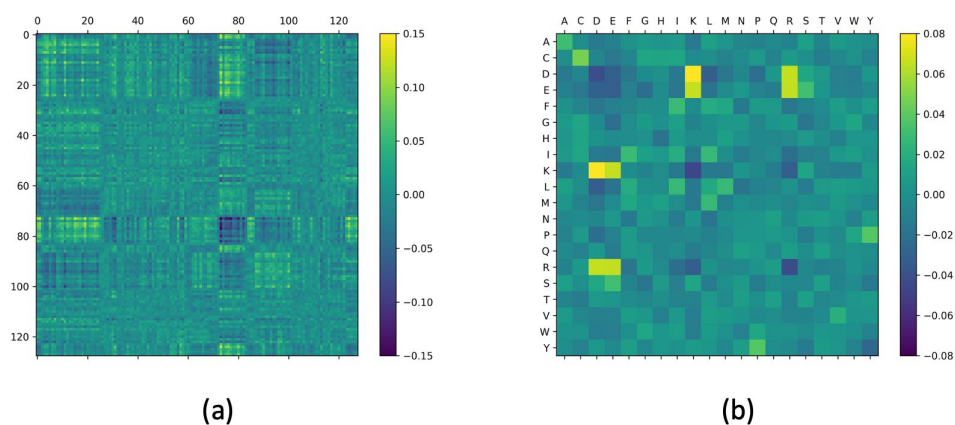 0 20 40 60 80 100 120
0
20
40
60
80
100
120
0.15
0.10
0.05
0.00
−0.05
−0.10
−0.15
(a)
A C D E F G H I K L M N P Q R S T V W Y
A
C
D
E
F
G
H
I
K
L
M
N
P
Q
R
S
T
V
W
Y
0.08
0.06
0.04
0.02
0.00
−0.02
−0.04
−0.06
−0.08
(b)